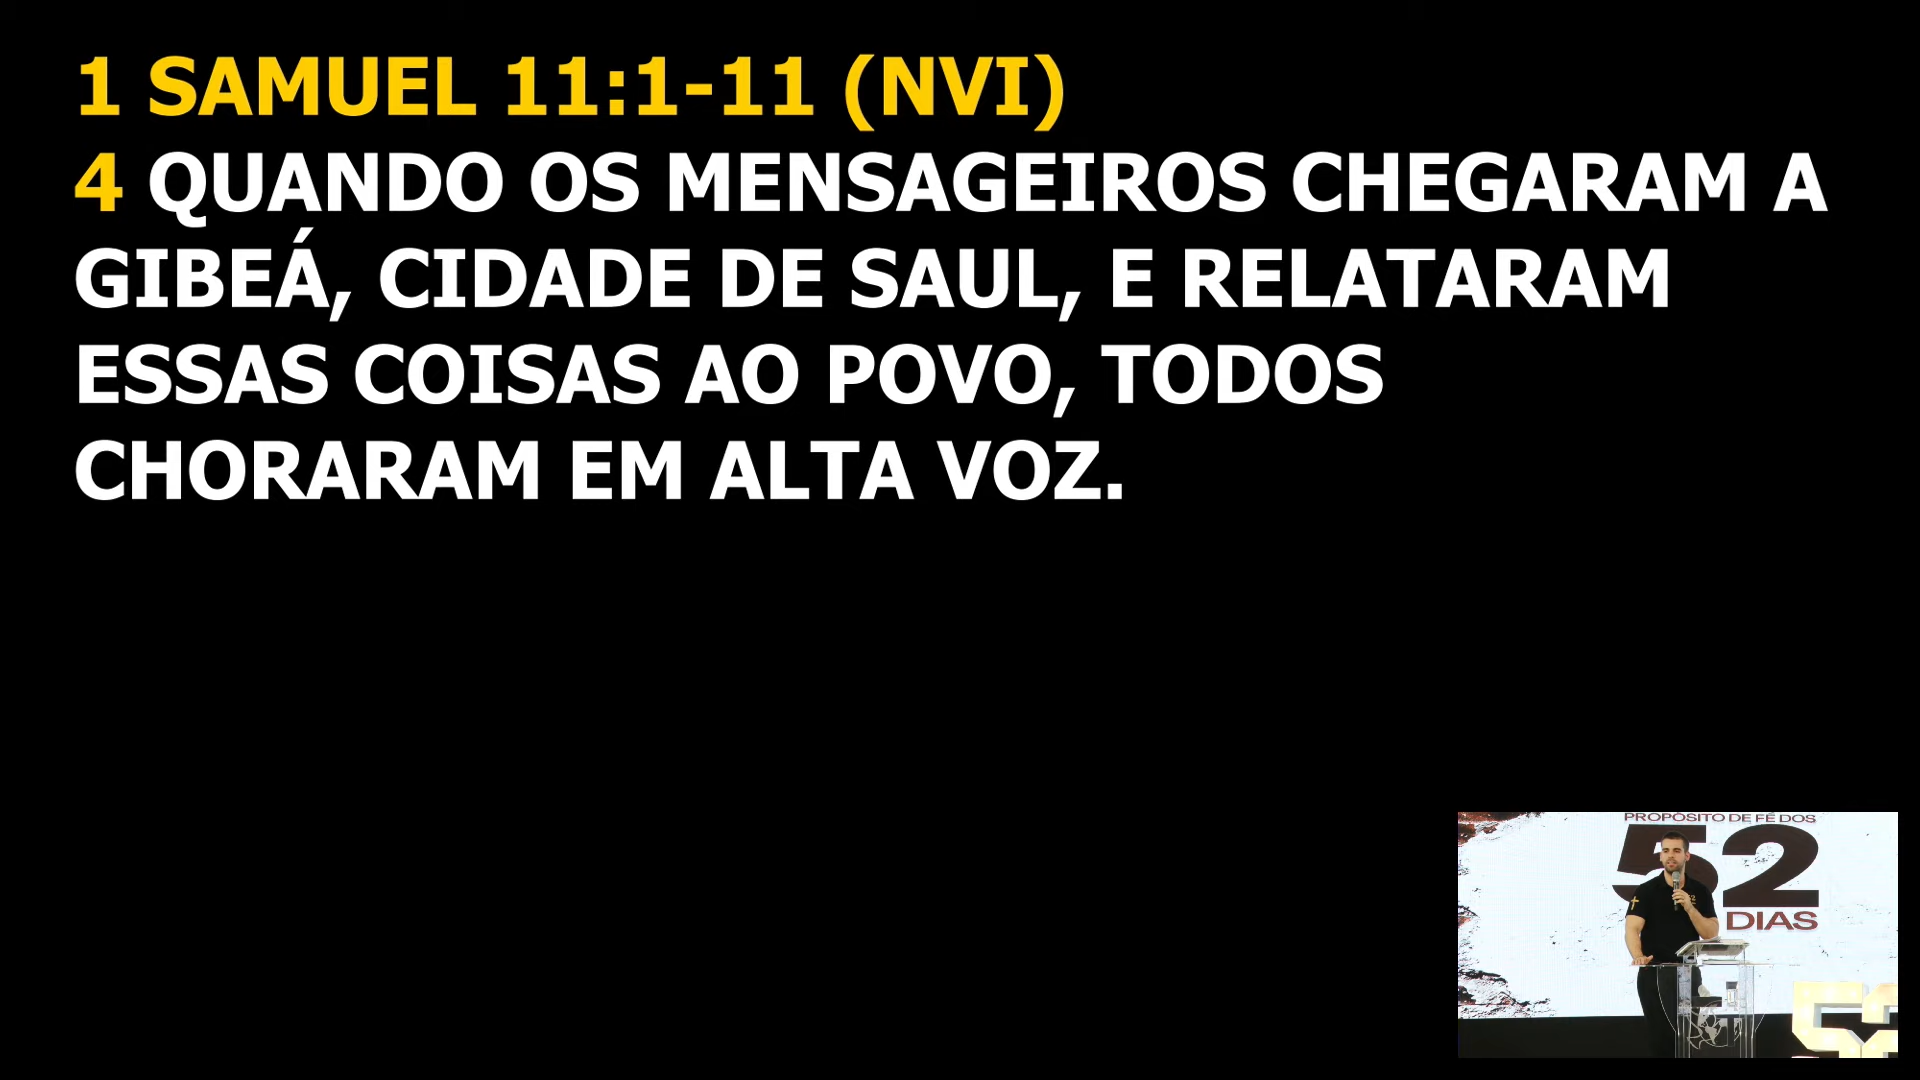 1 SAMUEL 11:1-11 (NVI)
4 QUANDO OS MENSAGEIROS CHEGARAM A
GIBEÁ, CIDADE DE SAUL, E RELATARAM
ESSAS COISAS AO POVO, TODOS
CHORARAM EM ALTA VOZ.
PROPÓSITO DE FÉ DOS
52
DIAS
52